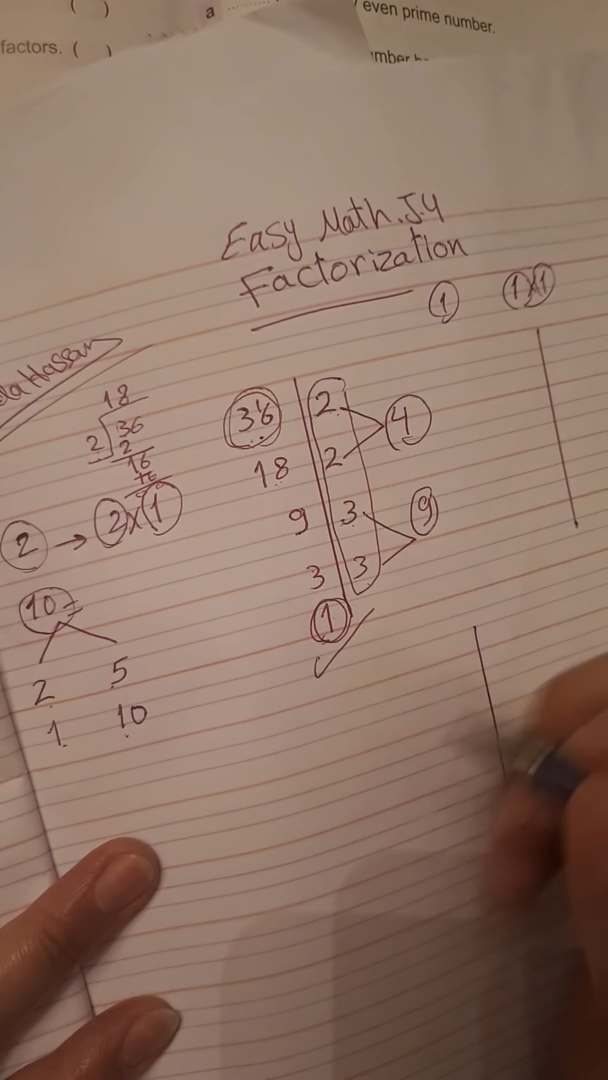 ( ) a ........ even prime number.
factors. ( )
Easy Math.J.4
Factorization
1 1x1
Hassan
18
2 36
2
16
16
2 → 2x1
10 =
2 5
1 10
36 2
18 2 4
9 3
3 3 9
1